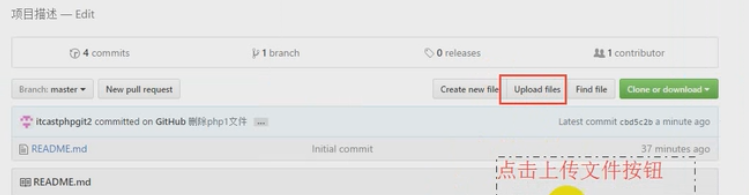 项目描述 — Edit
4 commits 1 branch 0 releases 1 contributor
Branch: master New pull request Create new file Upload files Find file Clone or download
itcastphpgit2 committed on GitHub 删除php1文件 ... Latest commit cbd5c2b a minute ago
README.md Initial commit 37 minutes ago
README.md
点击上传文件按钮